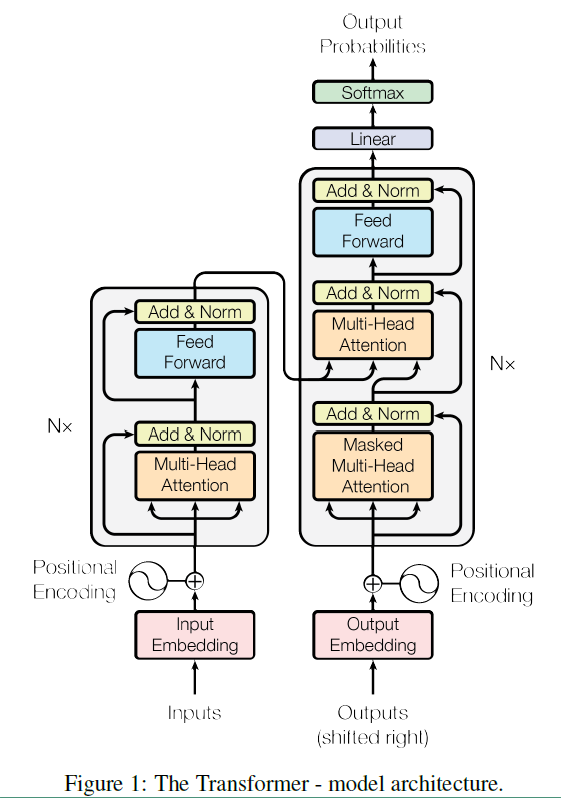 Output
Probabilities
Softmax
Linear
Add & Norm
Feed
Forward
Add & Norm
Multi-Head
Attention
Add & Norm
Masked
Multi-Head
Attention
Nx
Add & Norm
Feed
Forward
Add & Norm
Multi-Head
Attention
Nx
Positional
Encoding
Positional
Encoding
Input
Embedding
Output
Embedding
Inputs
Outputs
(shifted right)
Figure 1: The Transformer - model architecture.